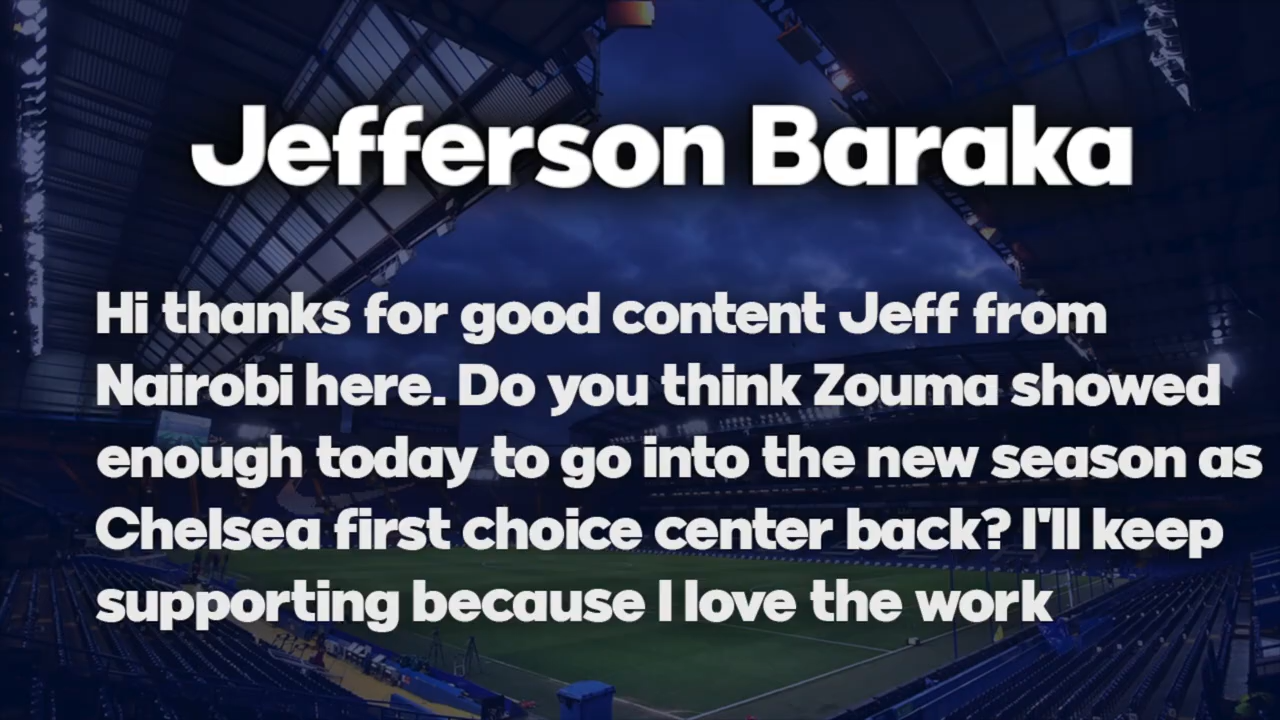 Jefferson Baraka
Hi thanks for good content Jeff from
Nairobi here. Do you think Zouma showed
enough today to go into the new season as
Chelsea first choice center back? I'll keep
supporting because I love the work